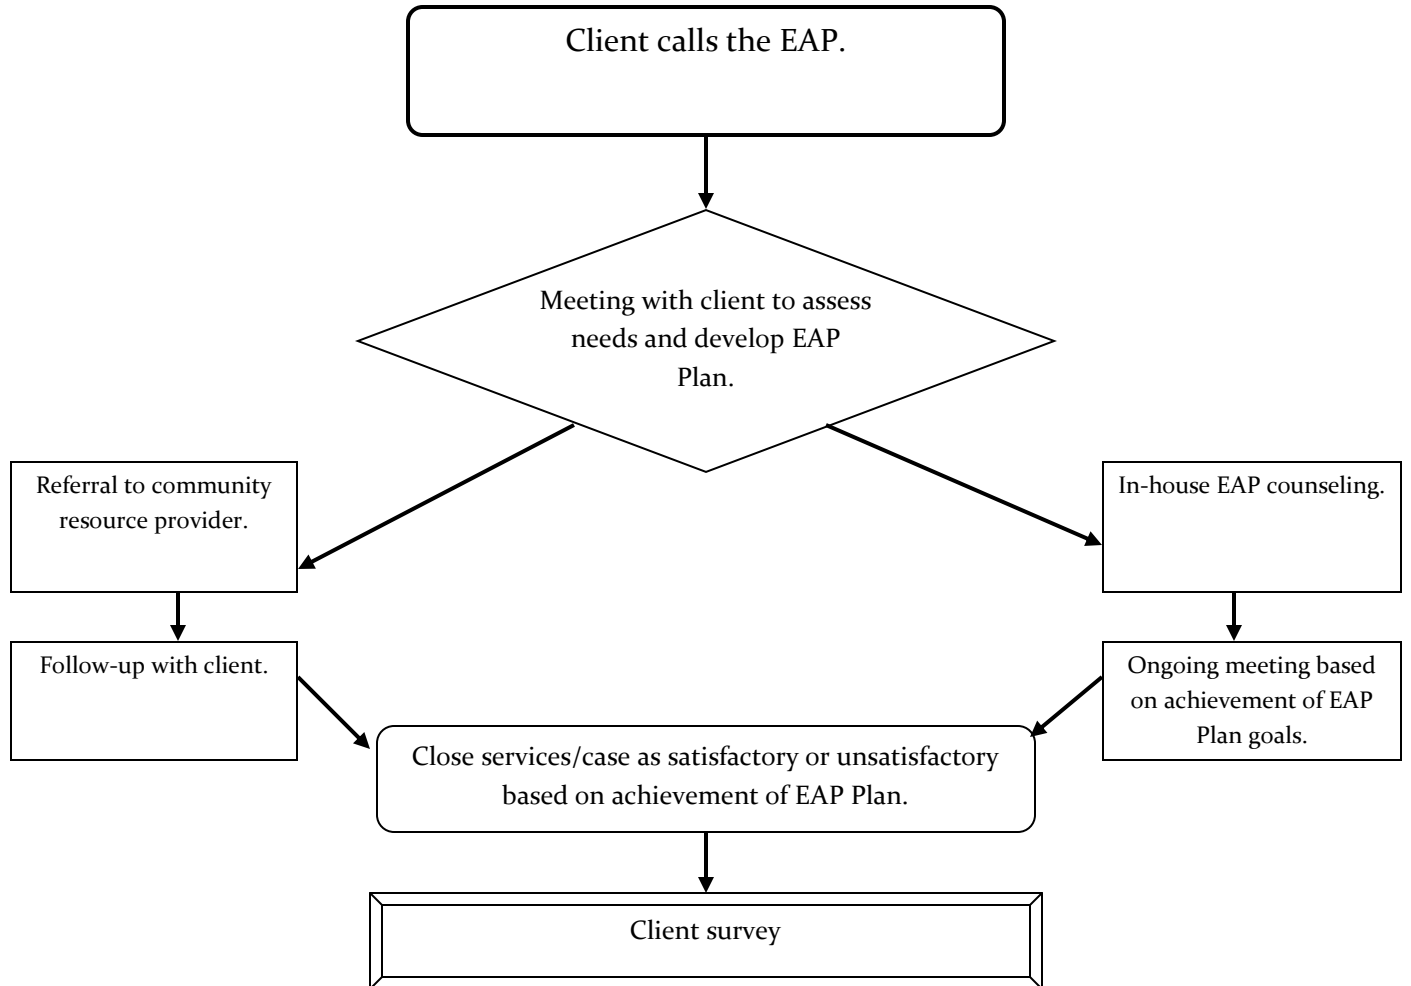 Client calls the EAP.
Meeting with client to assess
needs and develop EAP
Plan.
Referral to community
resource provider.
In-house EAP counseling.
Follow-up with client.
Ongoing meeting based
on achievement of EAP
Plan goals.
Close services/case as satisfactory or unsatisfactory
based on achievement of EAP Plan.
Client survey